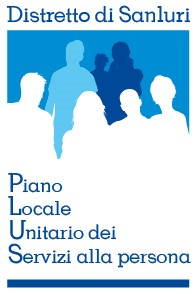 Distretto di Sanluri
Piano
Locale
Unitario dei
Servizi alla persona